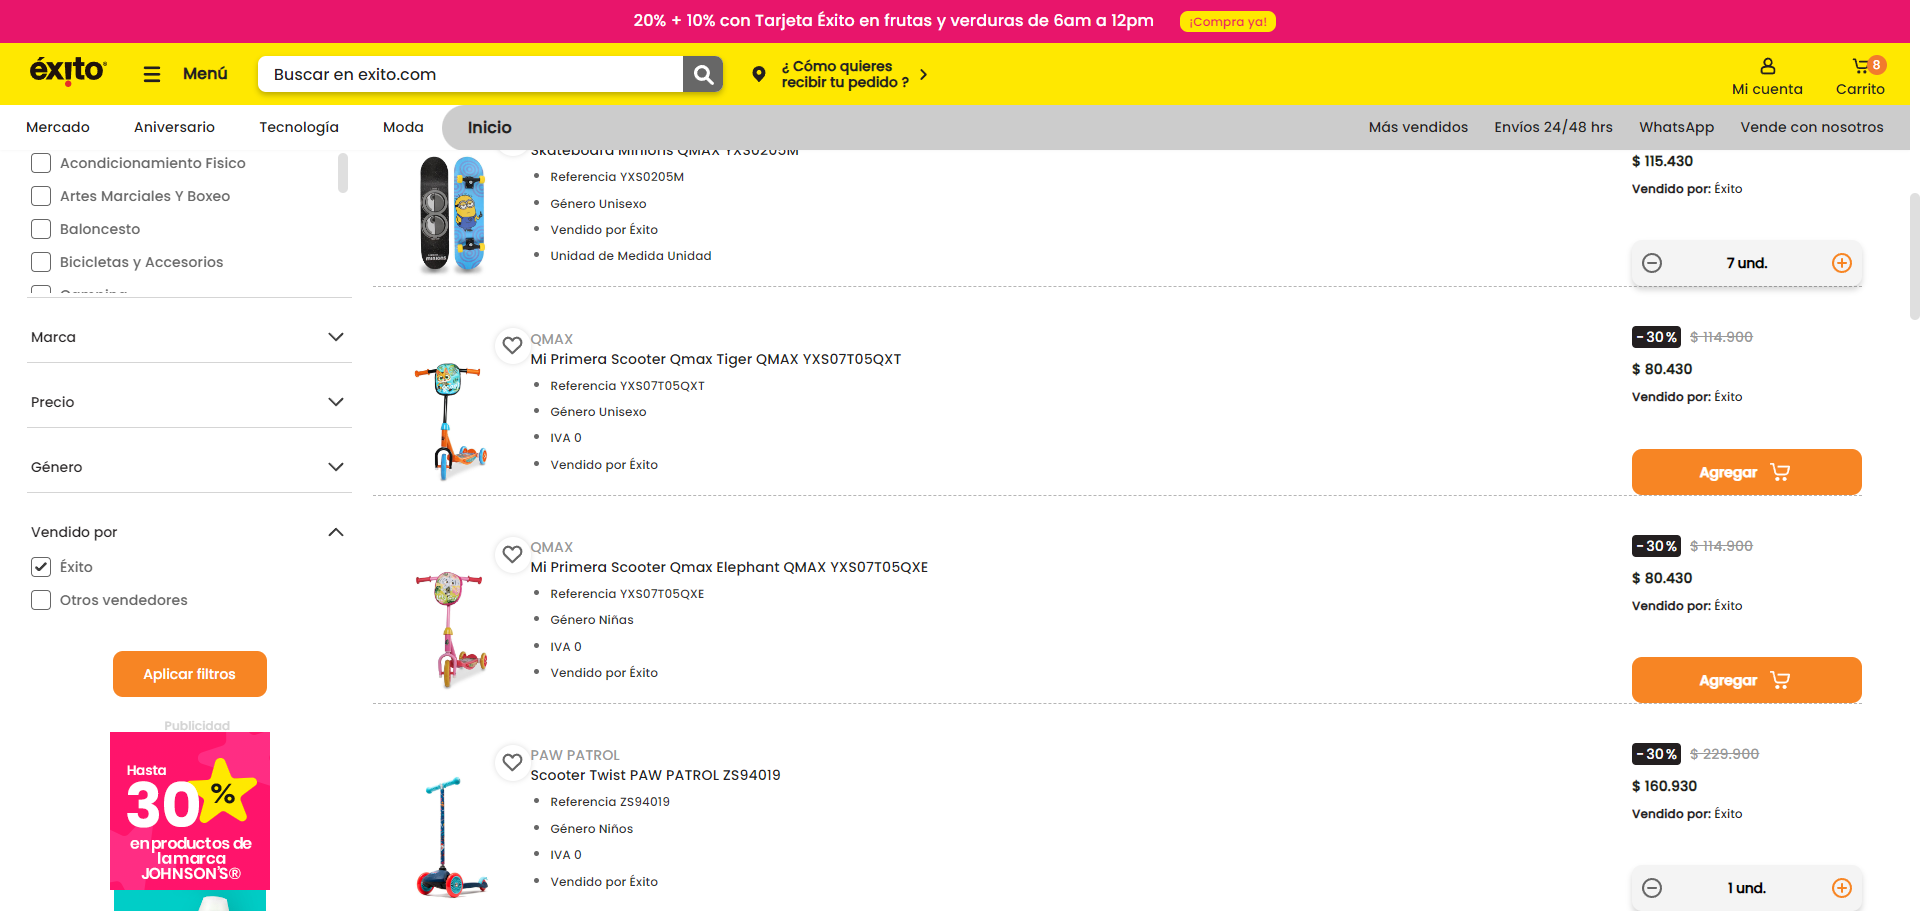 20% + 10% con Tarjeta Éxito en frutas y verduras de 6am a 12pm
¡Compra ya!
éxito
Menú
Buscar en exito.com
¿ Cómo quieres
recibir tu pedido ?
Mi cuenta
8
Carrito
Mercado
Aniversario
Tecnología
Moda
Inicio
Más vendidos
Envíos 24/48 hrs
WhatsApp
Vende con nosotros
Acondicionamiento Fisico
Artes Marciales Y Boxeo
Baloncesto
Bicicletas y Accesorios
Marca
Precio
Género
Vendido por
Éxito
Otros vendedores
Aplicar filtros
Publicidad
Hasta
30%
en productos de
la marca
JOHNSON'S®
Skateboard Minions QMAX YXS0205M
Referencia YXS0205M
Género Unisexo
Vendido por Éxito
Unidad de Medida Unidad
$ 115.430
Vendido por: Éxito
7 und.
QMAX
Mi Primera Scooter Qmax Tiger QMAX YXS07T05QXT
Referencia YXS07T05QXT
Género Unisexo
IVA 0
Vendido por Éxito
-30% $ 114.900
$ 80.430
Vendido por: Éxito
Agregar
QMAX
Mi Primera Scooter Qmax Elephant QMAX YXS07T05QXE
Referencia YXS07T05QXE
Género Niñas
IVA 0
Vendido por Éxito
-30% $ 114.900
$ 80.430
Vendido por: Éxito
Agregar
PAW PATROL
Scooter Twist PAW PATROL ZS94019
Referencia ZS94019
Género Niños
IVA 0
Vendido por Éxito
-30% $ 229.900
$ 160.930
Vendido por: Éxito
1 und.